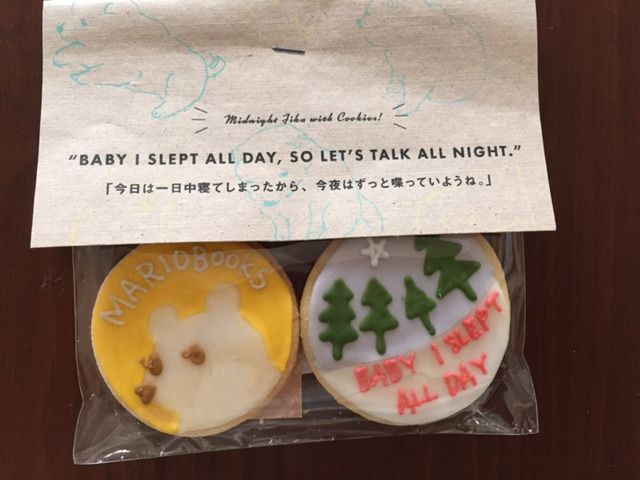 Midnight Fika with Cookies!
“BABY I SLEPT ALL DAY, SO LET’S TALK ALL NIGHT.”
「今日は一日中寝てしまったから、今夜はずっと喋っていようね。」
MARIOBOOKS
BABY I SLEPT
ALL DAY